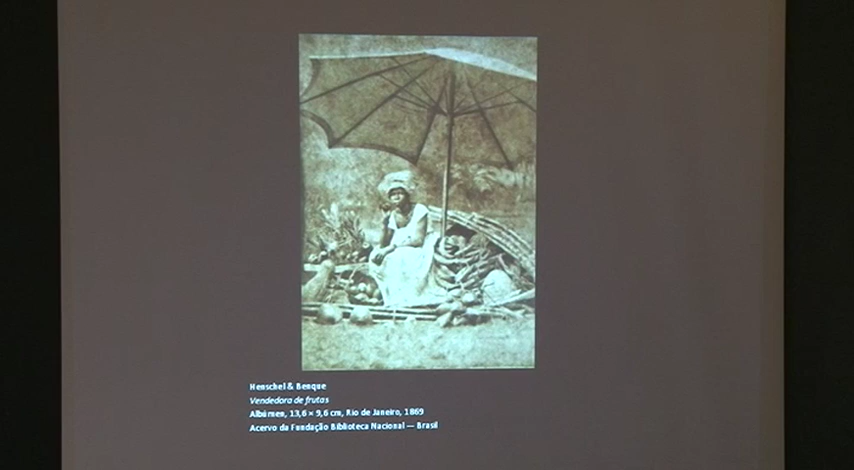 Henschel & Benque
Vendedora de frutas
Albúmen, 13,6 × 9,6 cm, Rio de Janeiro, 1869
Acervo da Fundação Biblioteca Nacional — Brasil